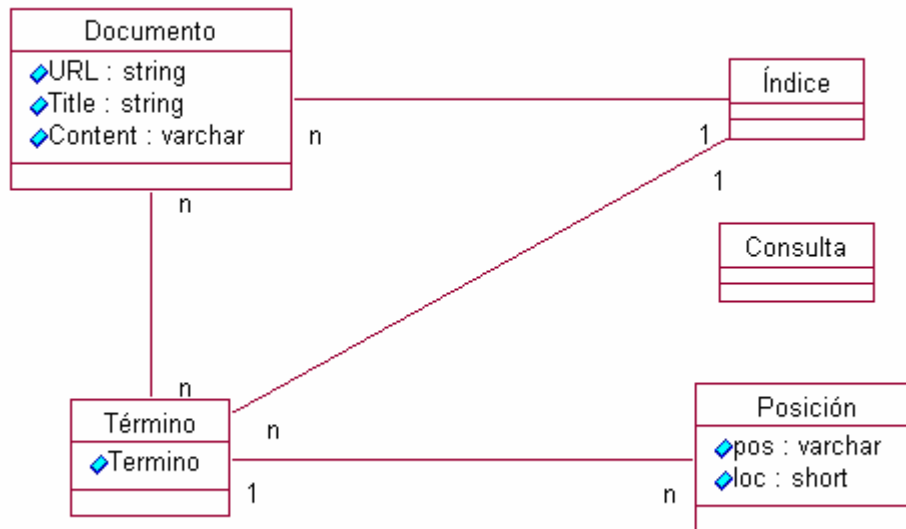 Documento
URL : string
Title : string
Content : varchar
Índice
n
1
1
n
Consulta
n
Término
Termino
n
1
n
Posición
pos : varchar
loc : short